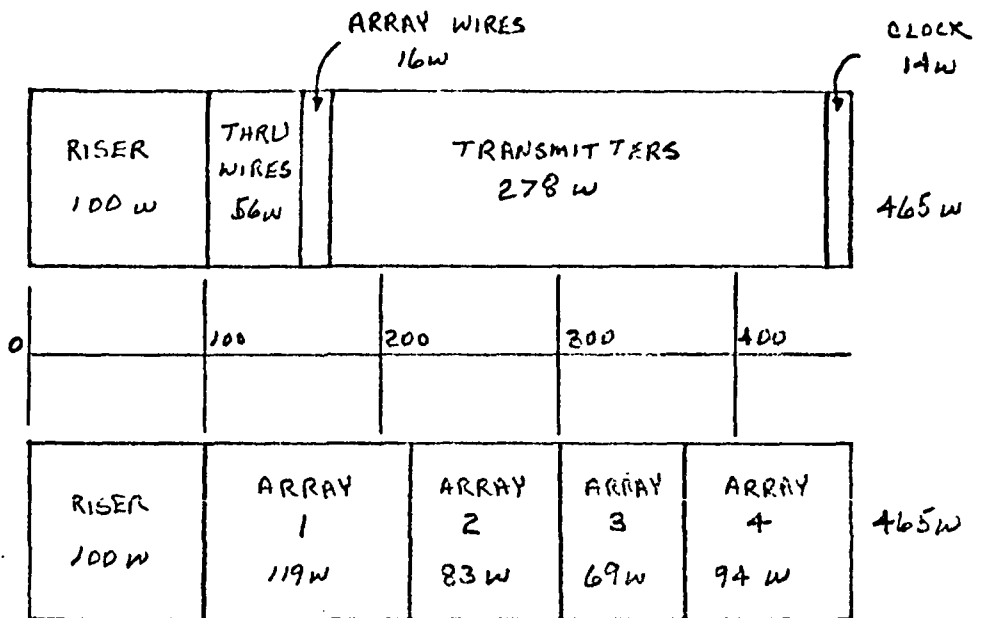 ARRAY WIRES
16W
CLOCK
14W
RISER
100 W
THRU
WIRES
56W
TRANSMITTERS
278 W
465 W
0
100
200
300
400
RISER
100 W
ARRAY
1
119W
ARRAY
2
83 W
ARRAY
3
69W
ARRAY
4
94 W
465W